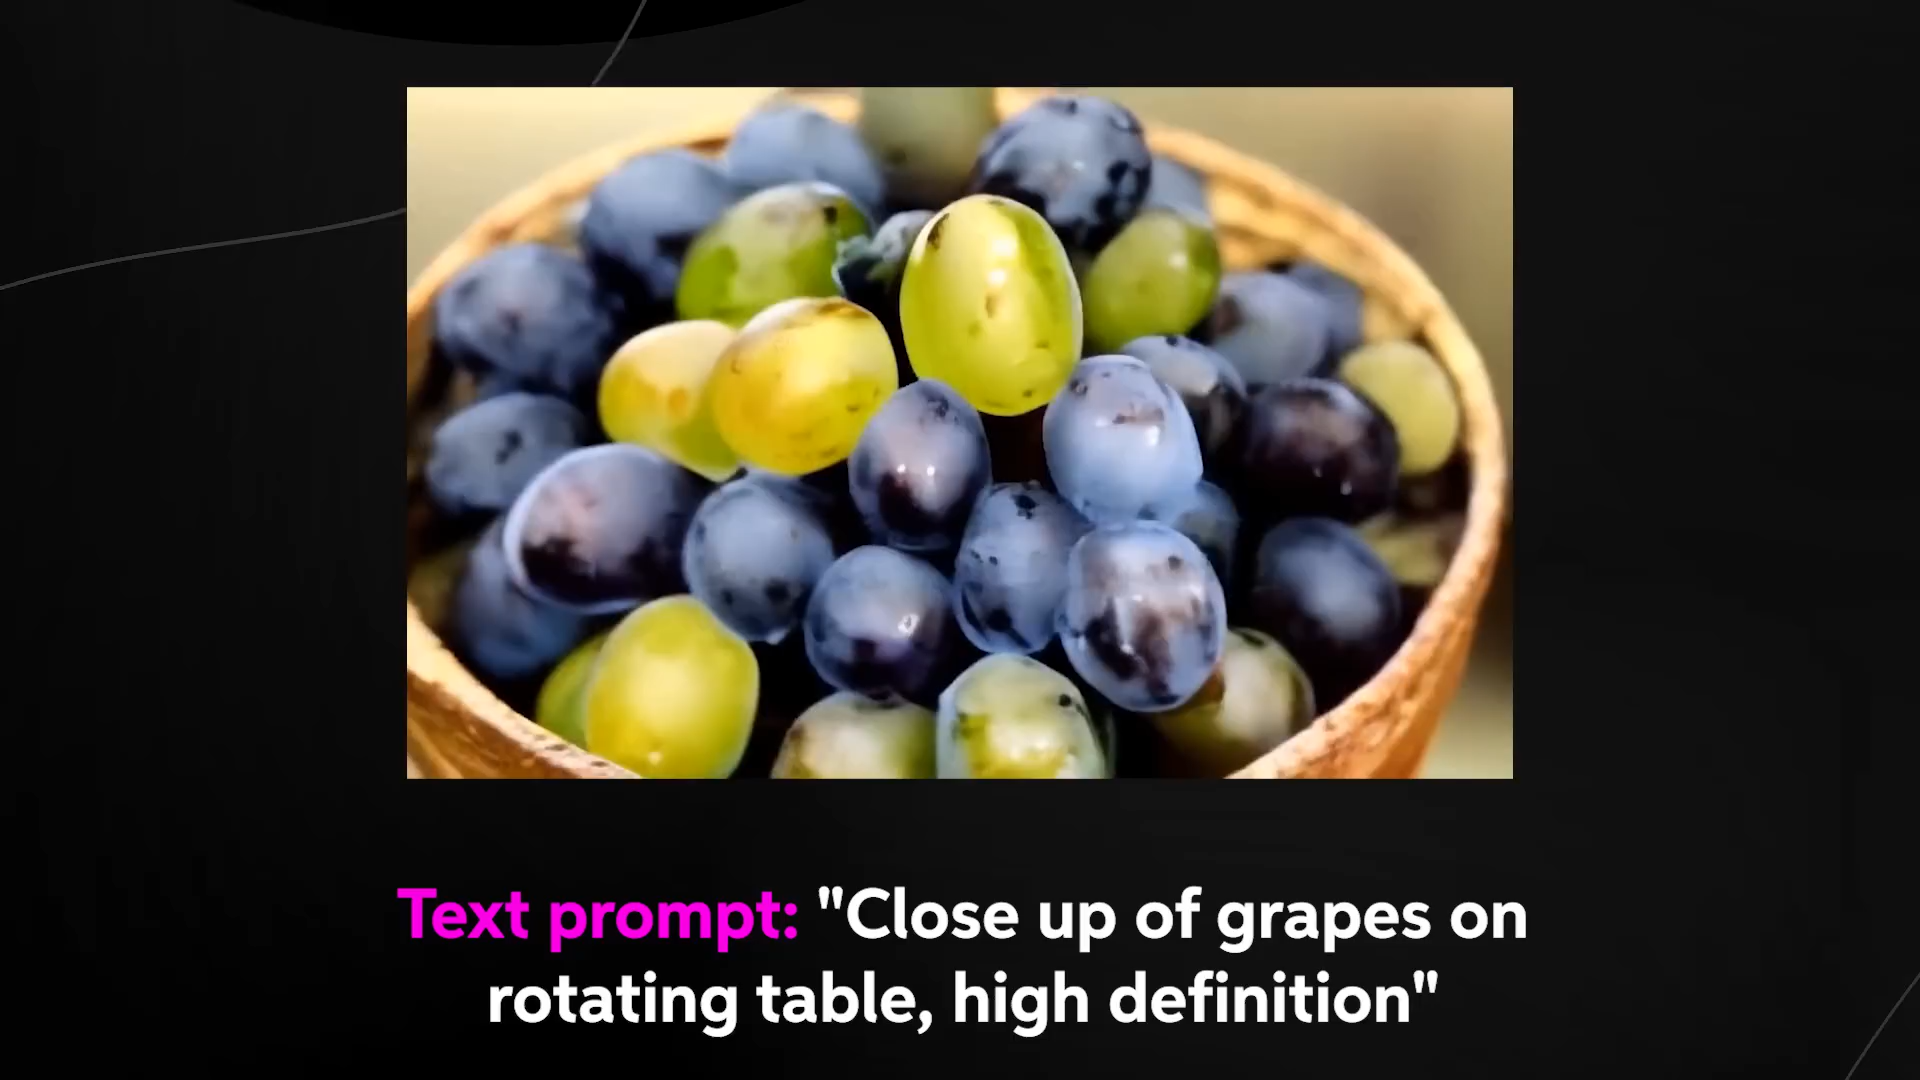 Text prompt: "Close up of grapes on
rotating table, high definition"